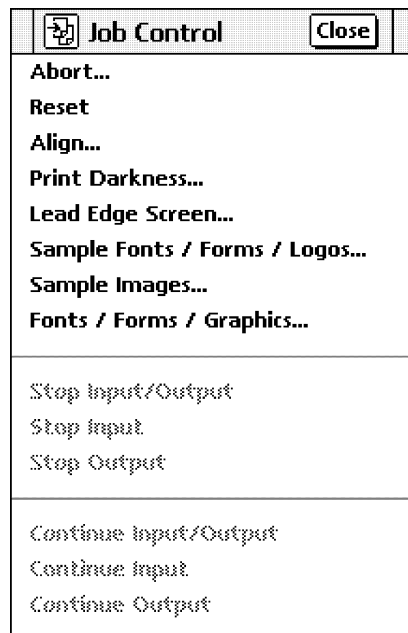 Job Control Close
Abort...
Reset
Align...
Print Darkness...
Lead Edge Screen...
Sample Fonts / Forms / Logos...
Sample Images...
Fonts / Forms / Graphics...
Stop Input/Output
Stop Input
Stop Output
Continue Input/Output
Continue Input
Continue Output